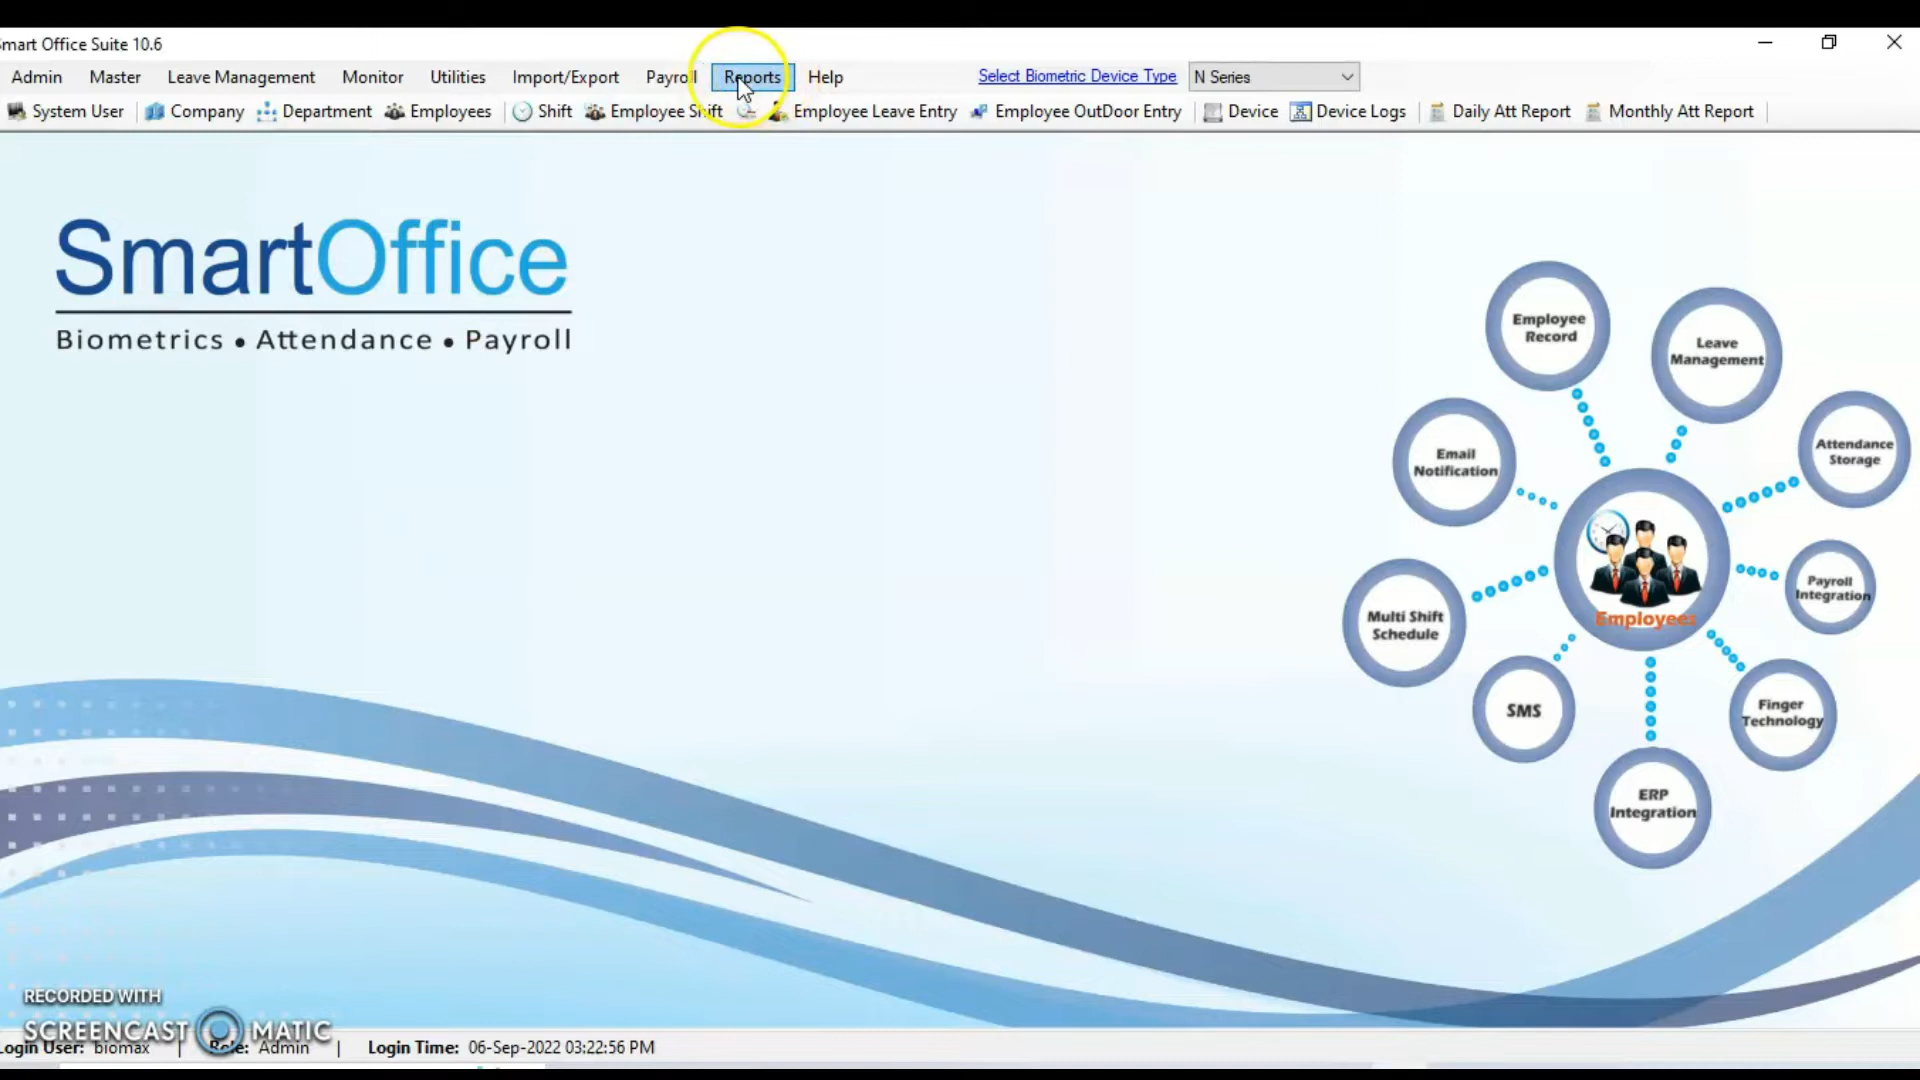 mart Office Suite 10.6
Admin Master Leave Management Monitor Utilities Import/Export Payroll Reports Help Select Biometric Device Type N Series
System User Company Department Employees Shift Employee Shift Employee Leave Entry Employee OutDoor Entry Device Device Logs Daily Att Report Monthly Att Report
SmartOffice
Biometrics • Attendance • Payroll
Employee
Record
Leave
Management
Email
Notification
Attendance
Storage
Employees
Payroll
Integration
Multi Shift
Schedule
SMS
Finger
Technology
ERP
Integration
RECORDED WITH
SCREENCAST MATIC
Login User: biomax | Role: Admin | Login Time: 06-Sep-2022 03:22:56 PM